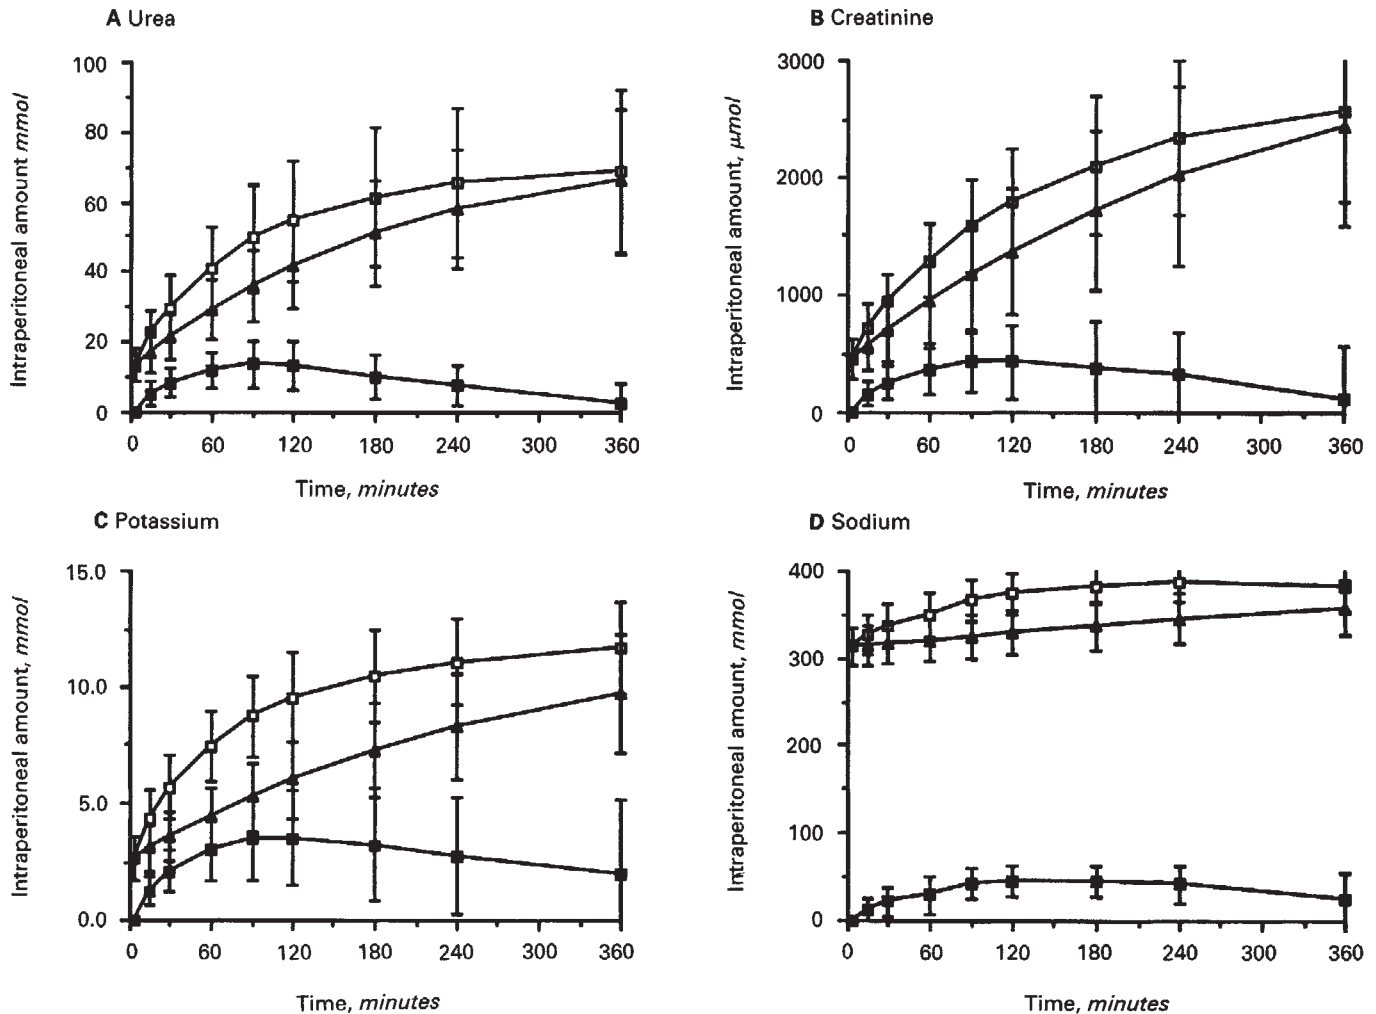 A Urea
Intraperitoneal amount mmol
100
80
60
40
20
0
0 60 120 180 240 300 360
Time, minutes
B Creatinine
Intraperitoneal amount, µmol
3000
2000
1000
0
0 60 120 180 240 300 360
Time, minutes
C Potassium
Intraperitoneal amount, mmol
15.0
10.0
5.0
0.0
0 60 120 180 240 300 360
Time, minutes
D Sodium
Intraperitoneal amount, mmol
400
300
200
100
0
0 60 120 180 240 300 360
Time, minutes